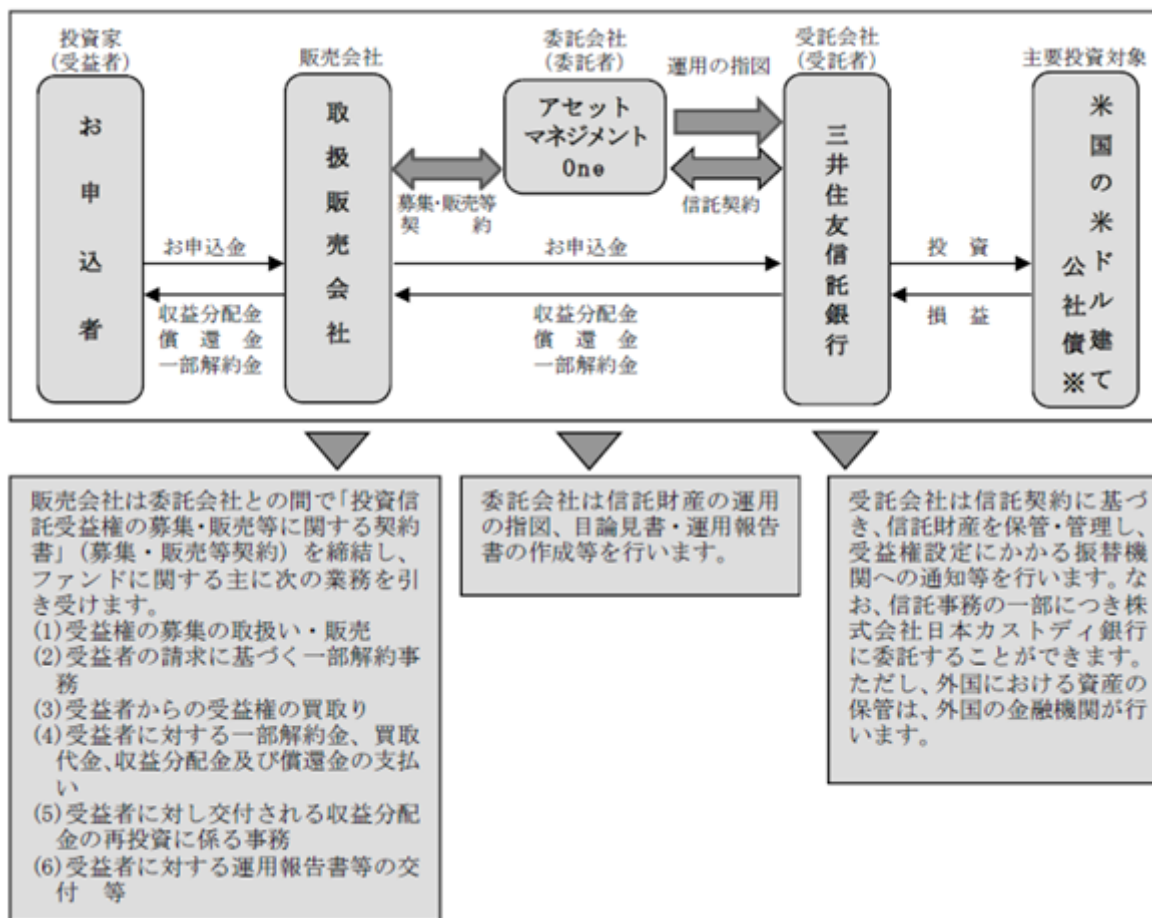 投資家
(受益者)
お申込者
販売会社
取扱販売会社
委託会社
(委託者)
アセット
マネジメント
One
運用の指図
受託会社
(受託者)
三井住友信託銀行
主要投資対象
米国の米ドル建て
公社債※
募集・販売等
契　約
信託契約
お申込金
収益分配金
償　還　金
一部解約金
お申込金
収益分配金
償　還　金
一部解約金
投　資
損　益
販売会社は委託会社との間で「投資信
託受益権の募集・販売等に関する契約
書」（募集・販売等契約）を締結し、
ファンドに関する主に次の業務を引
き受けます。
(1)受益権の募集の取扱い・販売
(2)受益者の請求に基づく一部解約事
務
(3)受益者からの受益権の買取り
(4)受益者に対する一部解約金、買取
代金、収益分配金及び償還金の支払
い
(5)受益者に対し交付される収益分配
金の再投資に係る事務
(6)受益者に対する運用報告書等の交
付　等
委託会社は信託財産の運用
の指図、目論見書・運用報告
書の作成等を行います。
受託会社は信託契約に基づ
き、信託財産を保管・管理し、
受益権設定にかかる振替機
関への通知等を行います。な
お、信託事務の一部につき株
式会社日本カストディ銀行
に委託することができます。
ただし、外国における資産の
保管は、外国の金融機関が行
います。